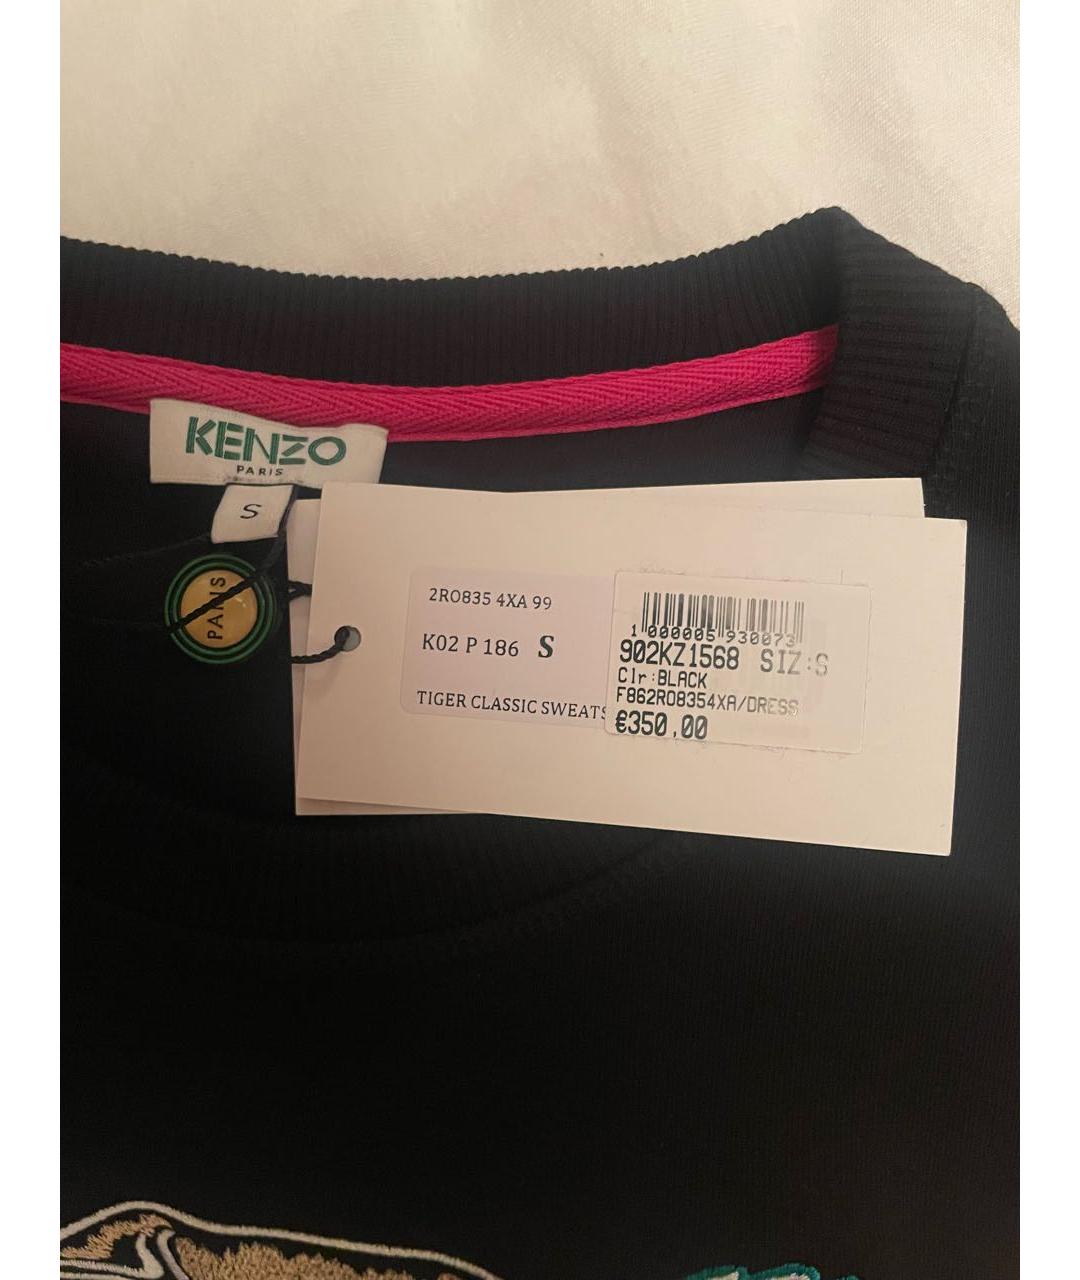 KENZO
PARIS
S
PARIS
2RO835 4XA 99
K02 P 186 S
TIGER CLASSIC SWEATS
1 000005 930073
902KZ1568 SIZ:S
Clr:BLACK
F862RO8354XA/DRESS
€350,00